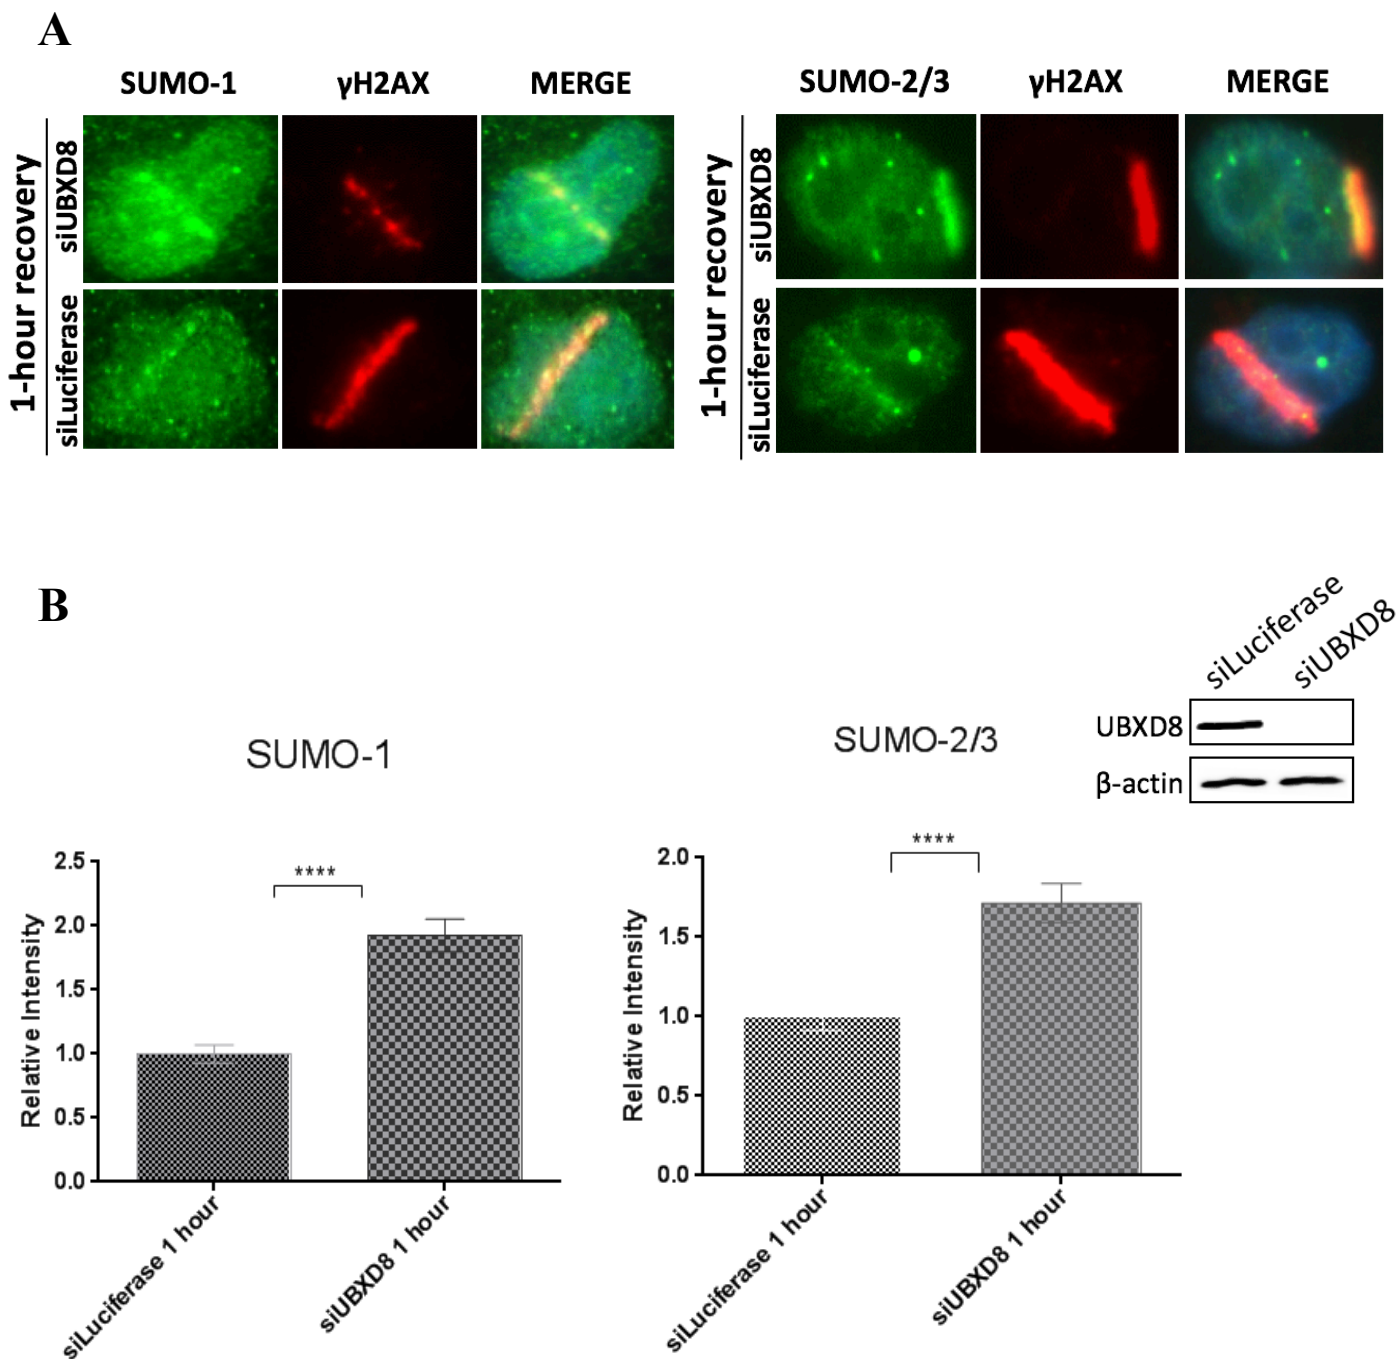 A
SUMO-1 γH2AX MERGE
1-hour recovery
siUBXD8
siLuciferase
SUMO-2/3 γH2AX MERGE
1-hour recovery
siUBXD8
siLuciferase
B
siLuciferase
siUBXD8
UBXD8
β-actin
SUMO-1
Relative Intensity
2.5
2.0
1.5
1.0
0.5
0.0
****
siLuciferase 1 hour
siUBXD8 1 hour
SUMO-2/3
Relative Intensity
2.0
1.5
1.0
0.5
0.0
****
siLuciferase 1 hour
siUBXD8 1 hour